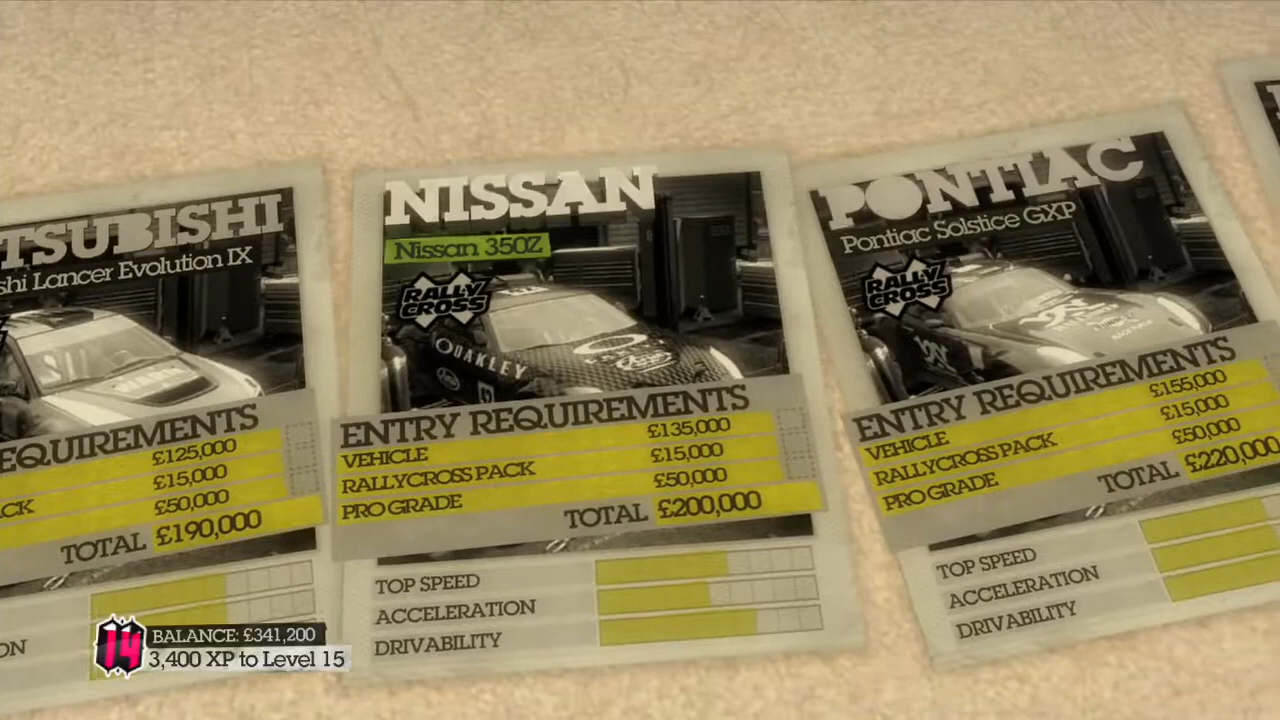 TSUBISHI
shi Lancer Evolution IX
EQUIREMENTS
£125,000
£15,000
CK £50,000
TOTAL £190,000
ON
NISSAN
Nissan 350Z
RALLY
CROSS
OAKLEY
ENTRY REQUIREMENTS
VEHICLE £135,000
RALLYCROSS PACK £15,000
PRO GRADE £50,000
TOTAL £200,000
TOP SPEED
ACCELERATION
DRIVABILITY
PONTIAC
Pontiac Solstice GXP
RALLY
CROSS
ENTRY REQUIREMENTS
VEHICLE £155,000
RALLYCROSS PACK £15,000
PRO GRADE £50,000
TOTAL £220,000
TOP SPEED
ACCELERATION
DRIVABILITY
14
BALANCE: £341,200
3,400 XP to Level 15